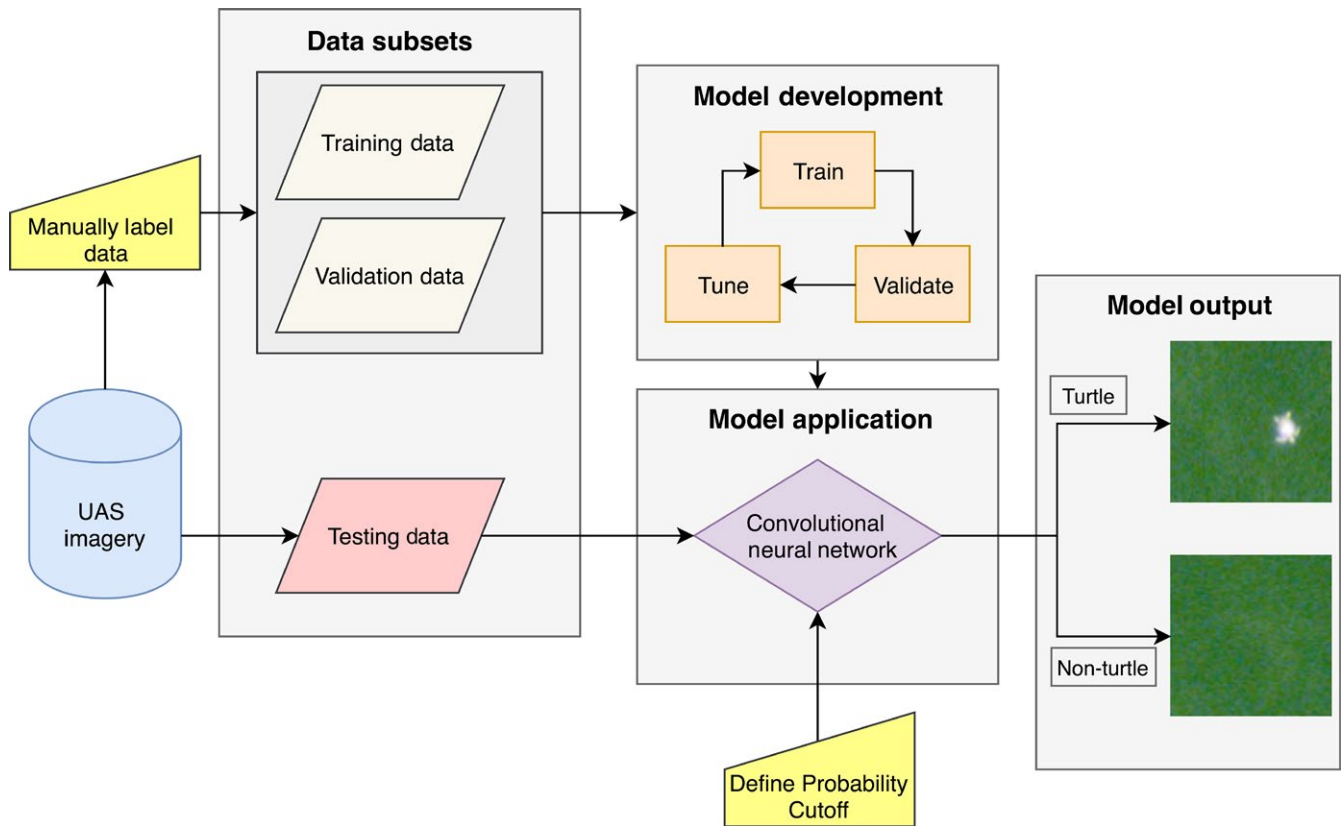 Data subsets
Training data
Validation data
Manually label
data
UAS
imagery
Testing data
Model development
Train
Tune
Validate
Model application
Convolutional
neural network
Define Probability
Cutoff
Model output
Turtle
Non-turtle